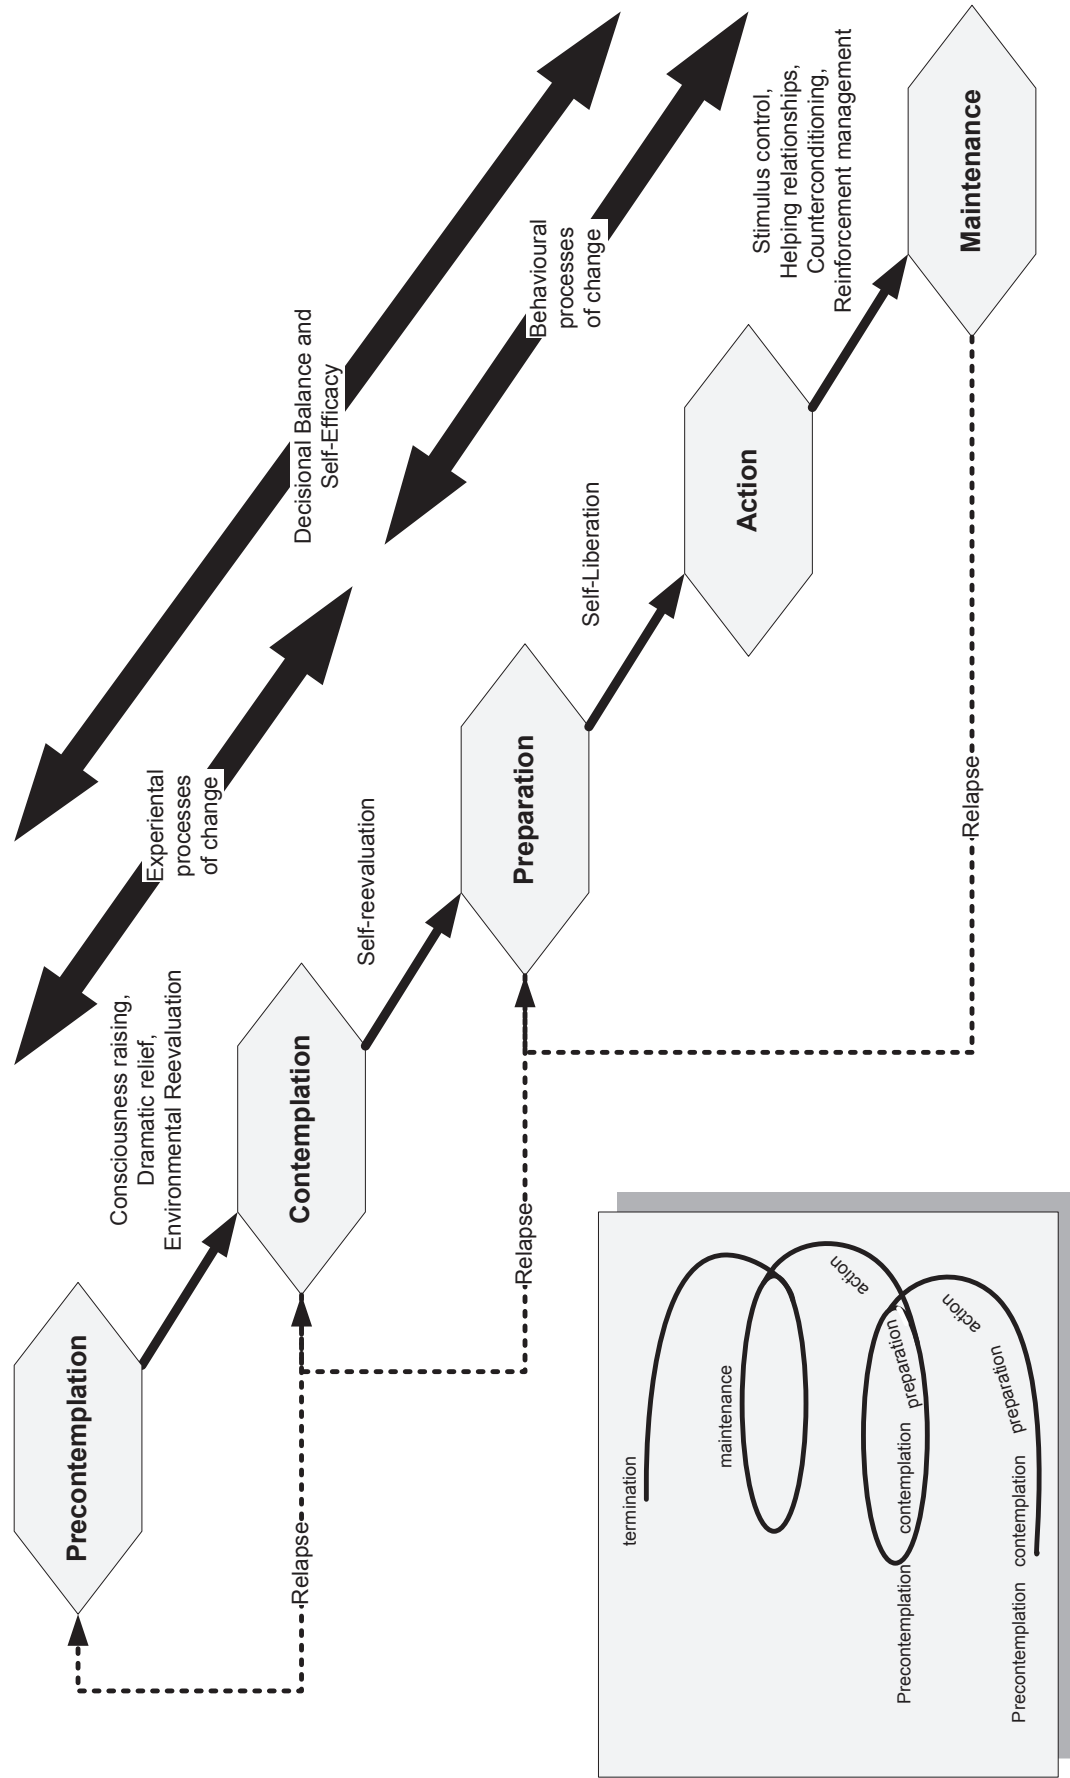 Precontemplation
Consciousness raising,
Dramatic relief,
Environmental Reevaluation
Contemplation
Self-reevaluation
Preparation
Self-Liberation
Action
Stimulus control,
Helping relationships,
Counterconditioning,
Reinforcement management
Maintenance
Experiential
processes
of change
Decisional Balance and
Self-Efficacy
Behavioural
processes
of change
Relapse
Relapse
Relapse
termination
maintenance
action
Precontemplation contemplation preparation
action
Precontemplation contemplation preparation